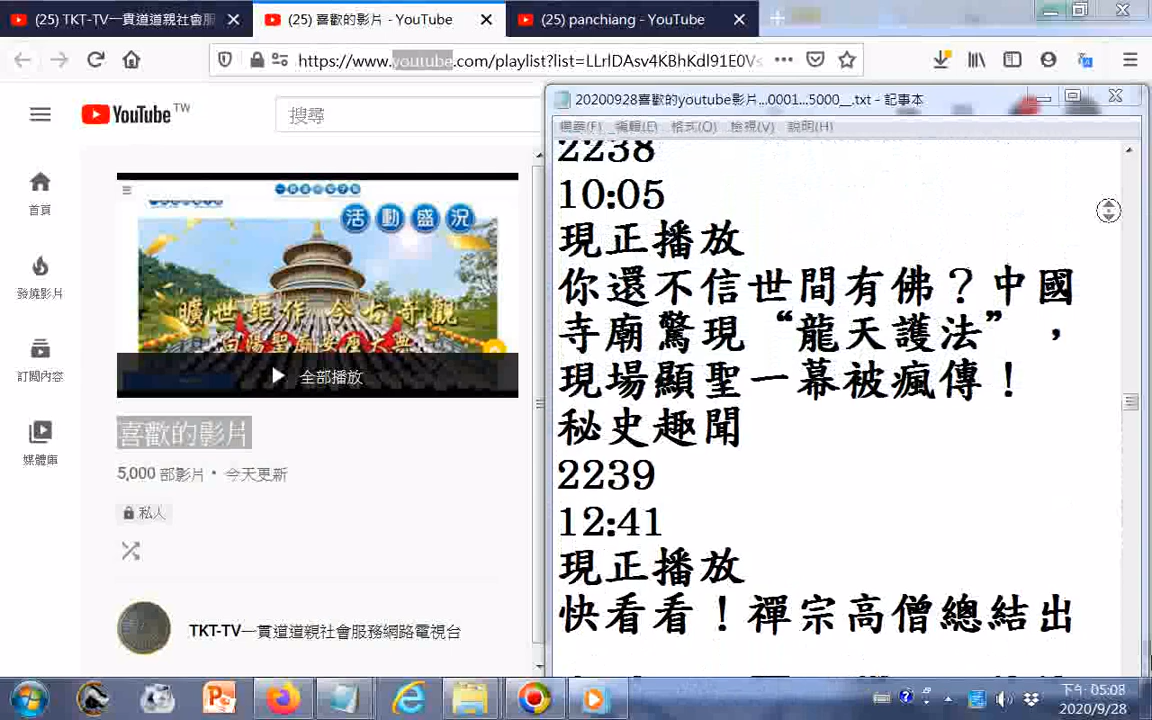 (25) TKT-TV一貫道道親社會服
(25) 喜歡的影片 - YouTube
(25) panchiang - YouTube
https://www.youtube.com/playlist?list=LLrlDAsv4KBhKdl91E0Vs
YouTube TW
搜尋
首頁
發燒影片
訂閱內容
媒體庫
活動盛況
曠世鉅作 今古奇觀
白陽聖廟安座大典
全部播放
喜歡的影片
5,000 部影片 • 今天更新
私人
TKT-TV一貫道道親社會服務網路電視台
20200928喜歡的youtube影片...0001...5000__.txt - 記事本
檔案(F) 編輯(E) 格式(O) 檢視(V) 說明(H)
2238
10:05
現正播放
你還不信世間有佛？中國
寺廟驚現“龍天護法”，
現場顯聖一幕被瘋傳！
秘史趣聞
2239
12:41
現正播放
快看看！禪宗高僧總結出
下午 05:08
2020/9/28